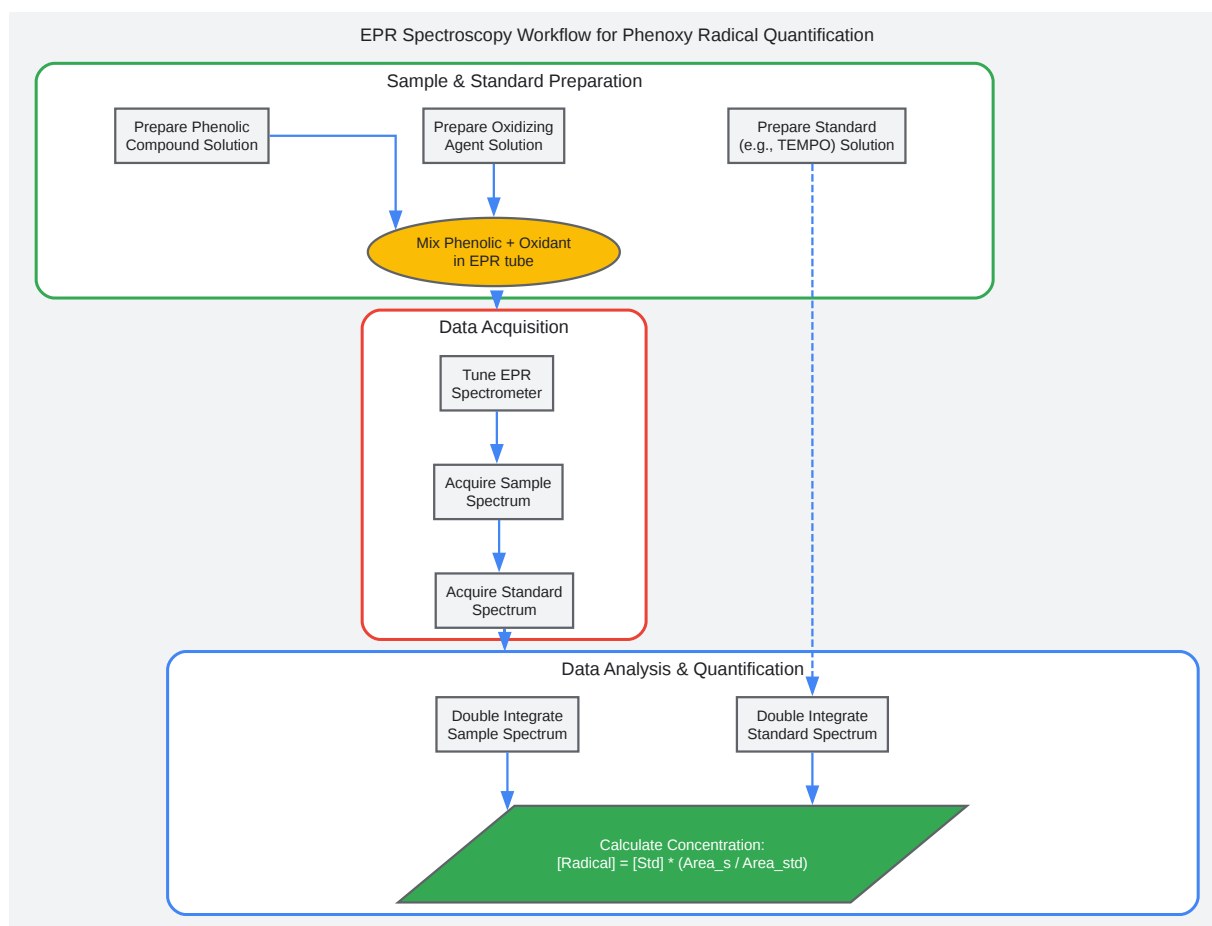 EPR Spectroscopy Workflow for Phenoxy Radical Quantification
Sample & Standard Preparation
Prepare Phenolic
Compound Solution
Prepare Oxidizing
Agent Solution
Prepare Standard
(e.g., TEMPO) Solution
Mix Phenolic + Oxidant
in EPR tube
Data Acquisition
Tune EPR
Spectrometer
Acquire Sample
Spectrum
Acquire Standard
Spectrum
Data Analysis & Quantification
Double Integrate
Sample Spectrum
Double Integrate
Standard Spectrum
Calculate Concentration:
[Radical] = [Std] * (Area_s / Area_std)